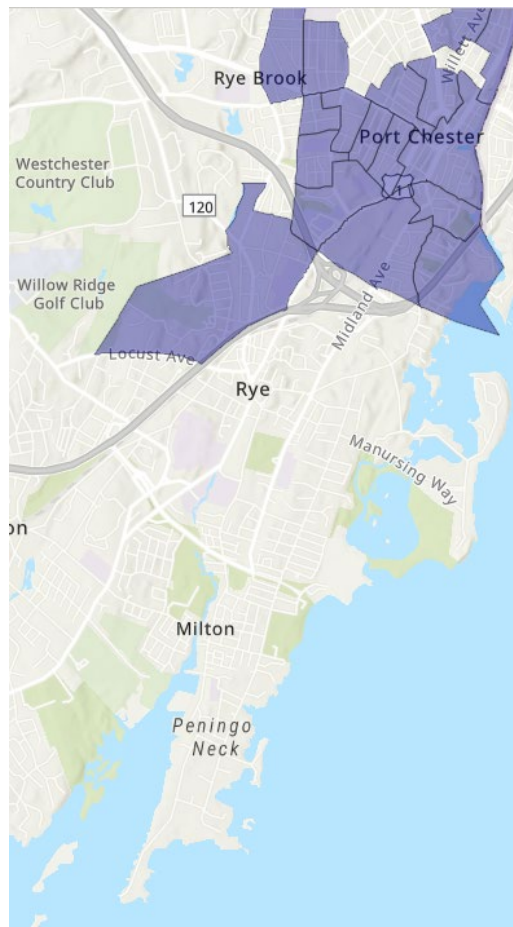 Willett Ave
Rye Brook
Port Chester
Westchester
Country Club
1
120
Willow Ridge
Golf Club
Midland Ave
Locust Ave
Rye
Manursing Way
on
Milton
Peningo
Neck